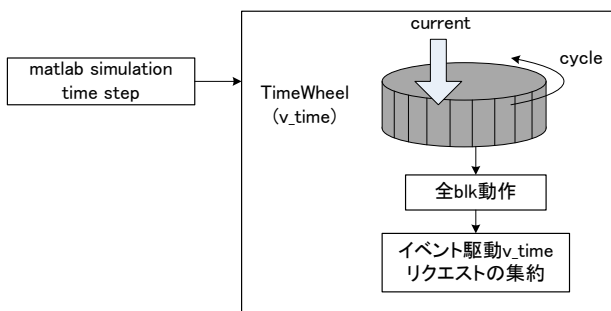 current
cycle
matlab simulation
time step
TimeWheel
(v_time)
全blk動作
イベント駆動v_time
リクエストの集約